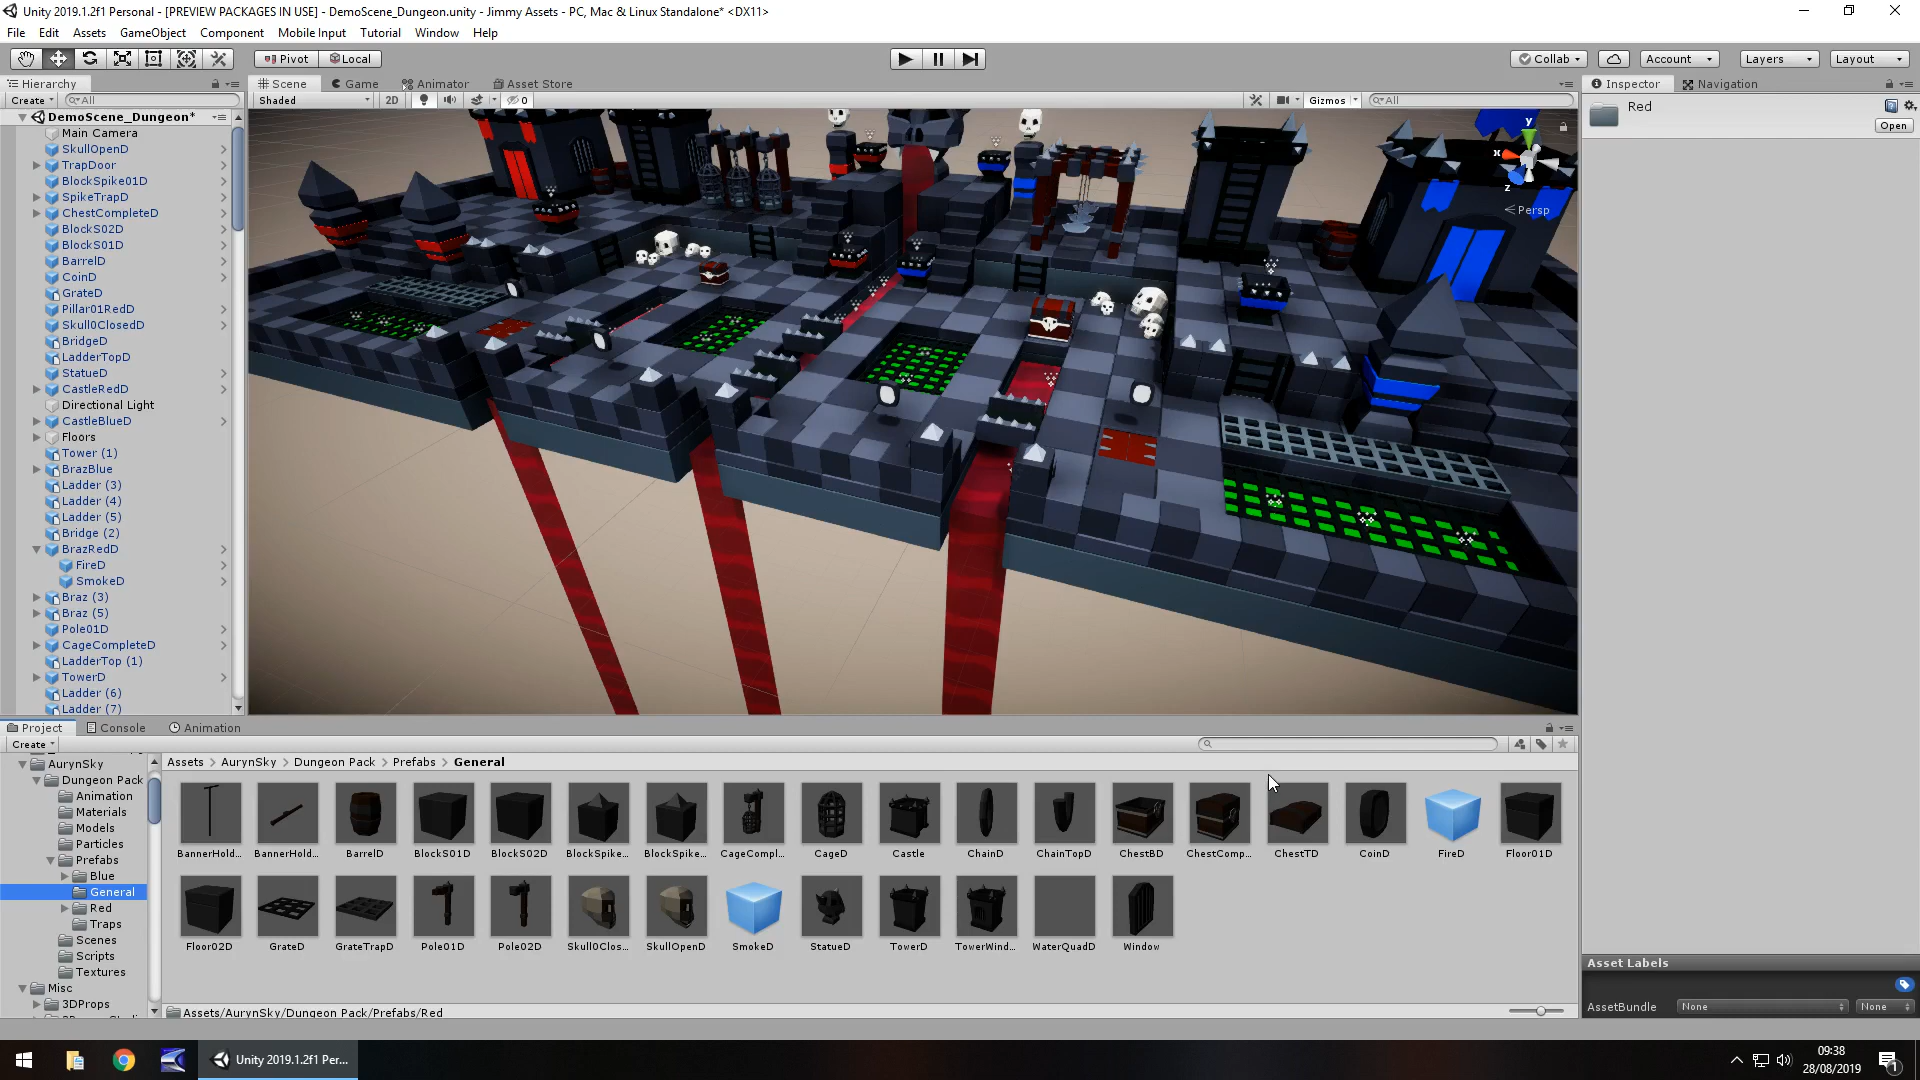 Unity 2019.1.2f1 Personal - [PREVIEW PACKAGES IN USE] - DemoScene_Dungeon.unity - Jimmy Assets - PC, Mac & Linux Standalone* <DX11>
File Edit Assets GameObject Component Mobile Input Tutorial Window Help
Pivot Local Collab Account Layers Layout
Hierarchy Scene Game Animator Asset Store Inspector Navigation
Create All Shaded 2D 0 Gizmos All Red
Open
DemoScene_Dungeon*
Main Camera
SkullOpenD
TrapDoor
BlockSpike01D
SpikeTrapD
ChestCompleteD
BlockS02D
BlockS01D
BarrelD
CoinD
GrateD
Pillar01RedD
Skull0ClosedD
BridgeD
LadderTopD
StatueD
CastleRedD
Directional Light
CastleBlueD
Floors
Tower (1)
BrazBlue
Ladder (3)
Ladder (4)
Ladder (5)
Bridge (2)
BrazRedD
FireD
SmokeD
Braz (3)
Braz (5)
Pole01D
CageCompleteD
LadderTop (1)
TowerD
Ladder (6)
Ladder (7)
y
x
z
Persp
Project Console Animation
Create
AurynSky
Dungeon Pack
Animation
Materials
Models
Particles
Prefabs
Blue
General
Red
Traps
Scenes
Scripts
Textures
Misc
3DProps
Assets > AurynSky > Dungeon Pack > Prefabs > General
BannerHold... BannerHold... BarrelD BlockS01D BlockS02D BlockSpike... BlockSpike... CageCompl... CageD Castle ChainD ChainTopD ChestBD ChestComp... ChestTD CoinD FireD Floor01D
Floor02D GrateD GrateTrapD Pole01D Pole02D Skull0Clos... SkullOpenD SmokeD StatueD TowerD TowerWind... WaterQuadD Window
Assets/AurynSky/Dungeon Pack/Prefabs/Red
Asset Labels
AssetBundle None None
Unity 2019.1.2f1 Per...
09:38
28/08/2019
1